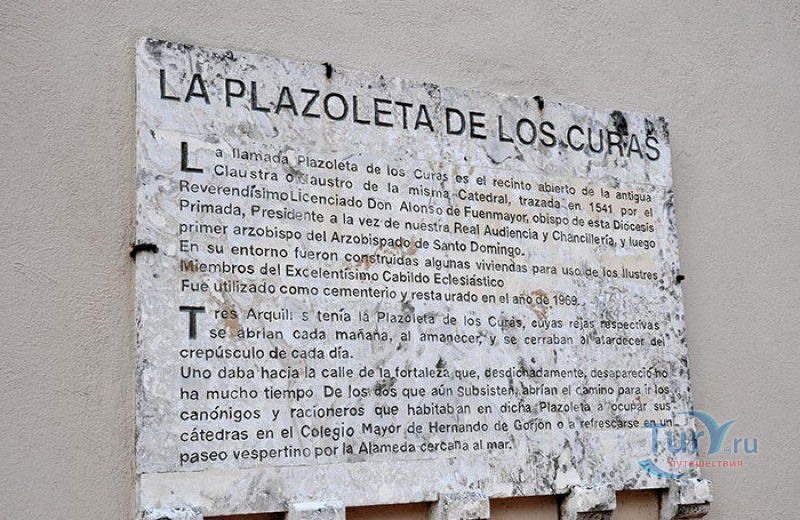 LA PLAZOLETA DE LOS CURAS
La llamada Plazoleta de los Curas es el recinto abierto de la antigua
Claustra o Claustro de la misma Catedral, trazada en 1541 por el
Reverendísimo Licenciado Don Alonso de Fuenmayor, obispo de esta Diócesis
Primada, Presidente a la vez de nuestra Real Audiencia y Chancillería, y luego
primer arzobispo del Arzobispado de Santo Domingo.
En su entorno fueron construidas algunas viviendas para uso de los Ilustres
Miembros del Excelentísimo Cabildo Eclesiástico
Fue utilizado como cementerio y restaurado en el año de 1969.
Tres Arquil s tenía la Plazoleta de los Curas, cuyas rejas respectivas
se abrían cada mañana, al amanecer, y se cerraban al atardecer del
crepúsculo de cada día.
Uno daba hacia la calle de la fortaleza que, desdichadamente, desapareció no
ha mucho tiempo. De los dos que aún Subsisten, abrían el camino para ir los
canónigos y racioneros que habitaban en dicha Plazoleta a ocupar sus
cátedras en el Colegio Mayor de Hernando de Gorjón o a refrescarse en un
paseo vespertino por la Alameda cercana al mar.
Tury.ru
путешествия